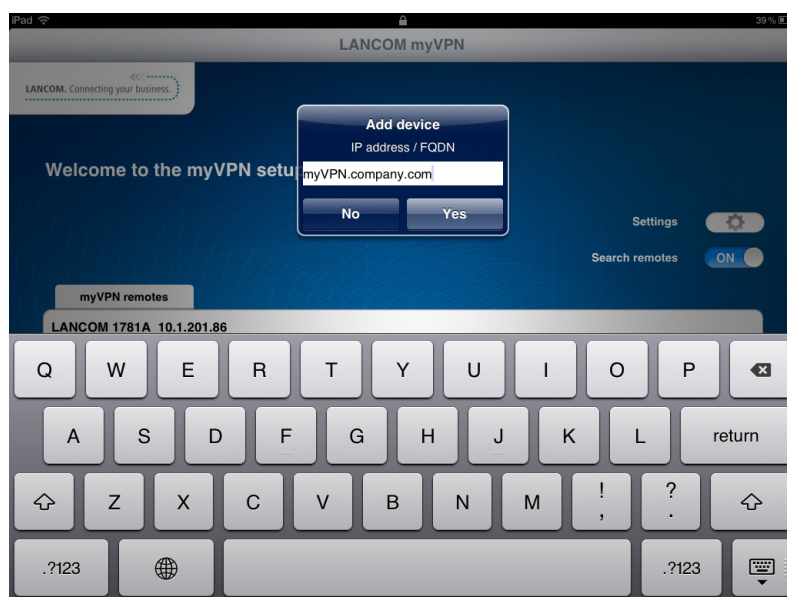 iPad
39 %
LANCOM myVPN
LANCOM. Connecting your business.
Add device
IP address / FQDN
myVPN.company.com
Welcome to the myVPN setu
No Yes
Settings
Search remotes ON
myVPN remotes
LANCOM 1781A 10.1.201.86
Q W E R T Y U I O P
A S D F G H J K L return
Z X C V B N M ! , ? .
.?123 .?123